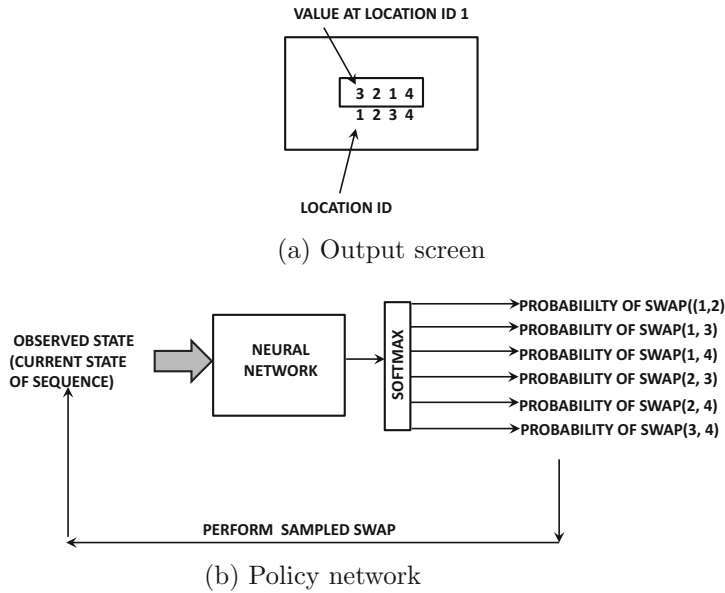 VALUE AT LOCATION ID 1
3 2 1 4
1 2 3 4
LOCATION ID
(a) Output screen
OBSERVED STATE
(CURRENT STATE
OF SEQUENCE)
NEURAL
NETWORK
SOFTMAX
PROBABILILTY OF SWAP((1,2)
PROBABILITY OF SWAP(1, 3)
PROBABILITY OF SWAP(1, 4)
PROBABILITY OF SWAP(2, 3)
PROBABILITY OF SWAP(2, 4)
PROBABILITY OF SWAP(3, 4)
PERFORM SAMPLED SWAP
(b) Policy network